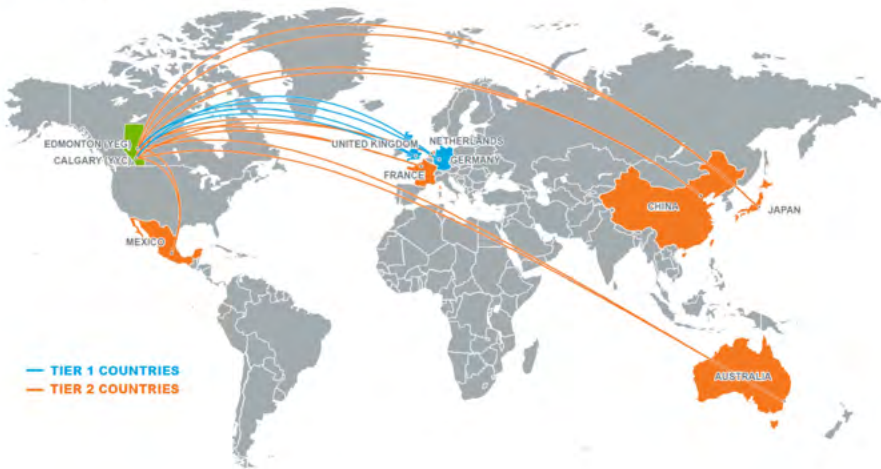 EDMONTON (YEG)
CALGARY (YYC)
UNITED KINGDOM
NETHERLANDS
GERMANY
FRANCE
CHINA
JAPAN
MEXICO
AUSTRALIA
TIER 1 COUNTRIES
TIER 2 COUNTRIES